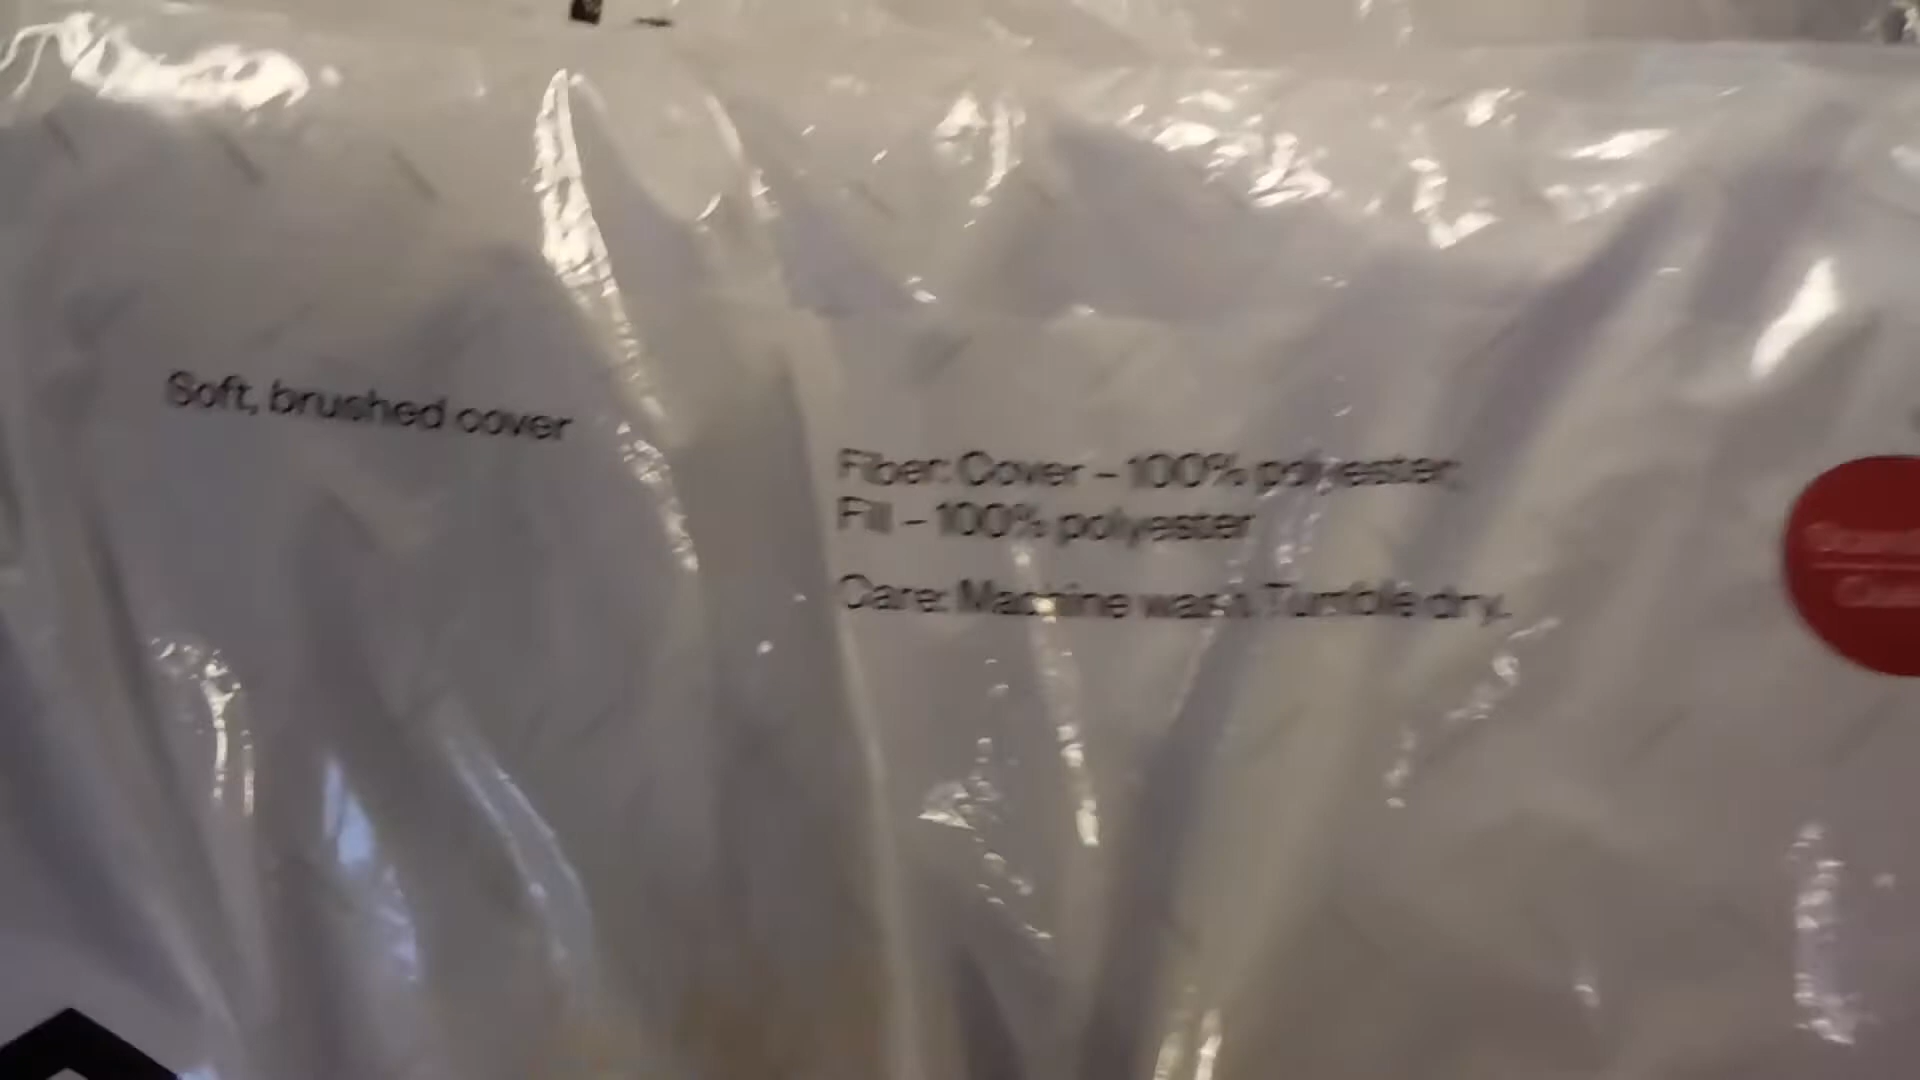 Soft, brushed cover
Fiber: Cover – 100% polyester;
Fill – 100% polyester
Care: Machine wash. Tumble dry.